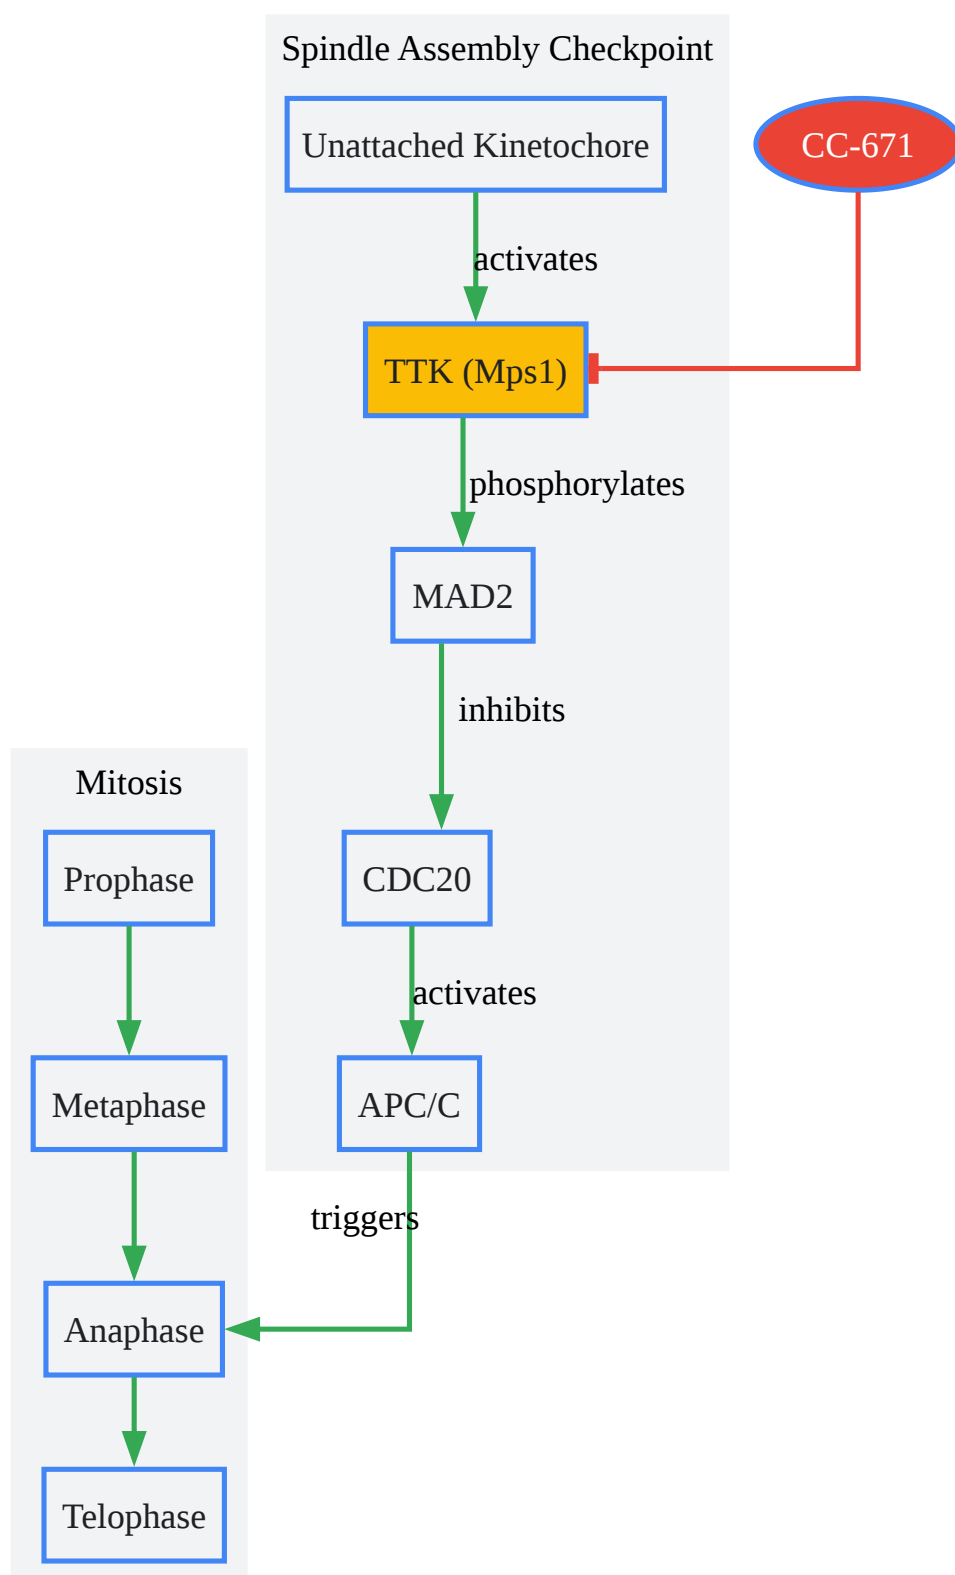 Spindle Assembly Checkpoint
Unattached Kinetochore
CC-671
activates
TTK (Mps1)
phosphorylates
MAD2
inhibits
CDC20
activates
APC/C
triggers
Mitosis
Prophase
Metaphase
Anaphase
Telophase